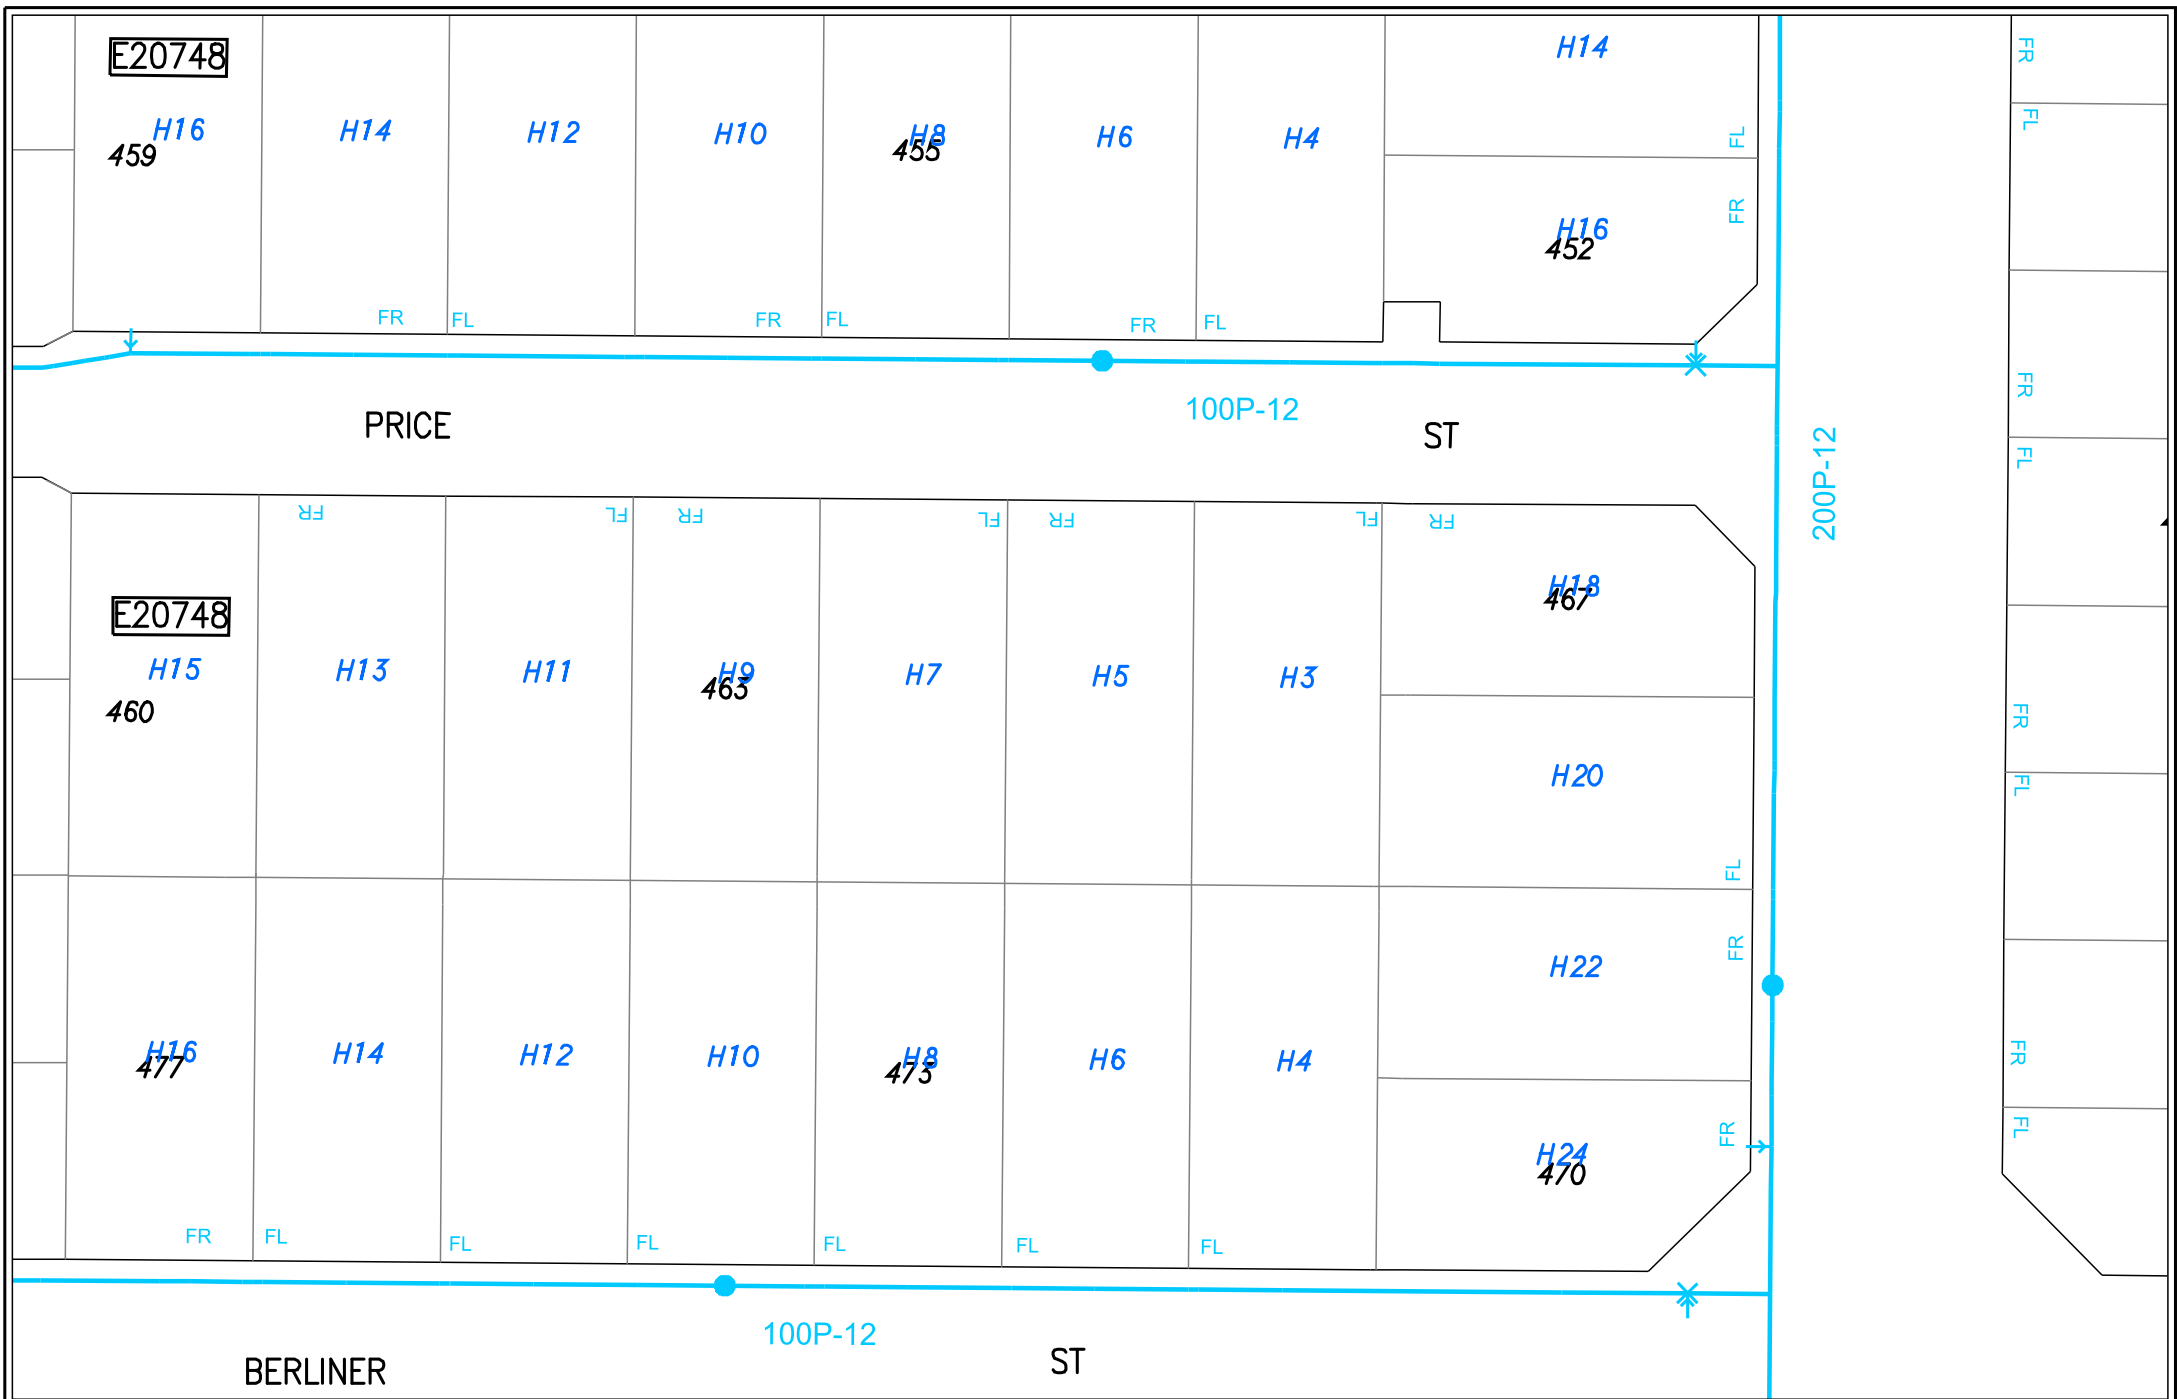 E20748
H14
FR
H16 H14 H12 H10 H8 H6 H4 FL FL
459 455
FR
H16
452
FR FL FR FL FR FL
FR
100P-12
PRICE ST
200P-12
FL
FR FL FR FL FR FL FR
H18
467
E20748
H15 H13 H11 H9 H7 H5 H3
460 463
FR
H20
FL
FL
FR
H22
H16 H14 H12 H10 H8 H6 H4
477 473
FR
FR
FL
H24
470
FR FL FL FL FL FL FL
100P-12
BERLINER ST